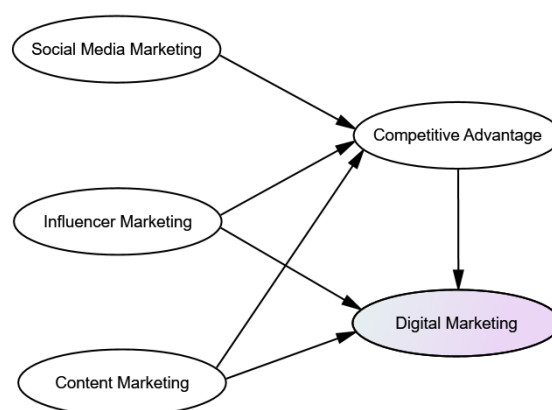 Social Media Marketing
Competitive Advantage
Influencer Marketing
Digital Marketing
Content Marketing